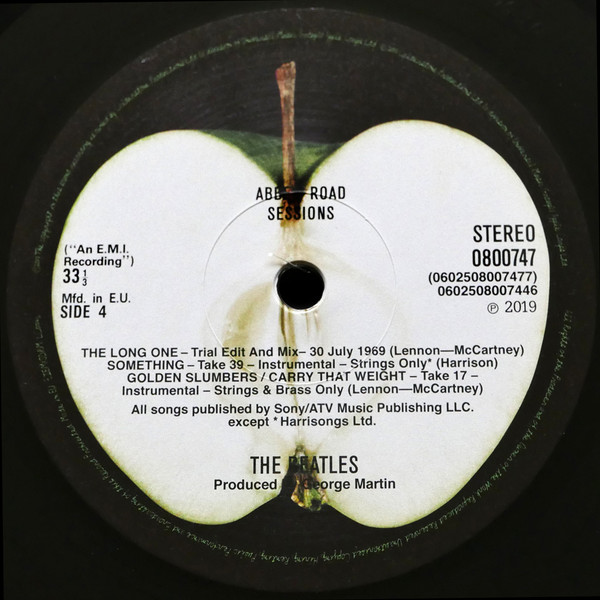 ABBEY ROAD
SESSIONS
("An E.M.I.
Recording")
33 1/3
Mfd. in E.U.
SIDE 4
STEREO
0800747
(0602508007477)
0602508007446
℗ 2019
THE LONG ONE – Trial Edit And Mix– 30 July 1969 (Lennon—McCartney)
SOMETHING – Take 39 – Instrumental – Strings Only* (Harrison)
GOLDEN SLUMBERS / CARRY THAT WEIGHT – Take 17 –
Instrumental – Strings & Brass Only (Lennon—McCartney)
All songs published by Sony/ATV Music Publishing LLC.
except *Harrisongs Ltd.
THE BEATLES
Produced by George Martin